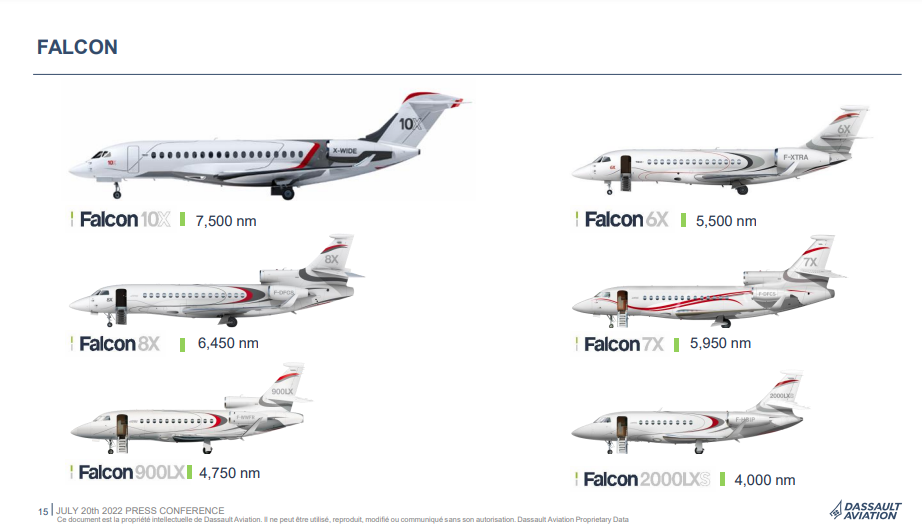 FALCON
10X
10X
X-WIDE
6X
F-XTRA
Falcon 10X 7,500 nm
Falcon 6X 5,500 nm
8X
8X
7X
Falcon 8X 6,450 nm
Falcon 7X 5,950 nm
900LX
2000LXS
Falcon 900LX 4,750 nm
Falcon 2000LXS 4,000 nm
15 JULY 20th 2022 PRESS CONFERENCE
Ce document est la propriété intellectuelle de Dassault Aviation. Il ne peut être utilisé, reproduit, modifié ou communiqué sans son autorisation. Dassault Aviation Proprietary Data
DASSAULT
AVIATION